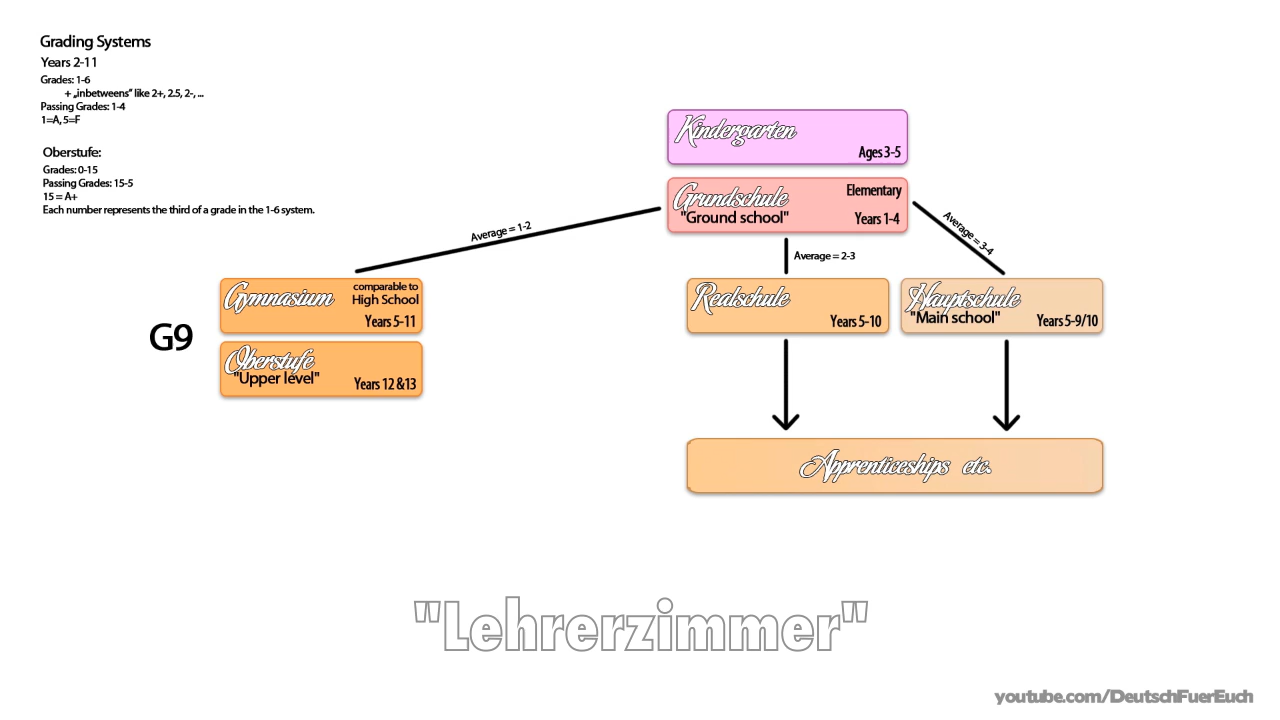 Grading Systems
Years 2-11
Grades: 1-6
+ „inbetweens" like 2+, 2.5, 2-, ...
Passing Grades: 1-4
1=A, 5=F
Oberstufe:
Grades: 0-15
Passing Grades: 15-5
15 = A+
Each number represents the third of a grade in the 1-6 system.
Kindergarten
Ages 3-5
Grundschule
Elementary
"Ground school"
Years 1-4
Average = 1-2
Average = 2-3
Average = 3-4
Gymnasium
comparable to
High School
Years 5-11
G9
Oberstufe
"Upper level"
Years 12 &13
Realschule
Years 5-10
Hauptschule
"Main school"
Years 5-9/10
Apprenticeships etc.
"Lehrerzimmer"
youtube.com/DeutschFuerEuch